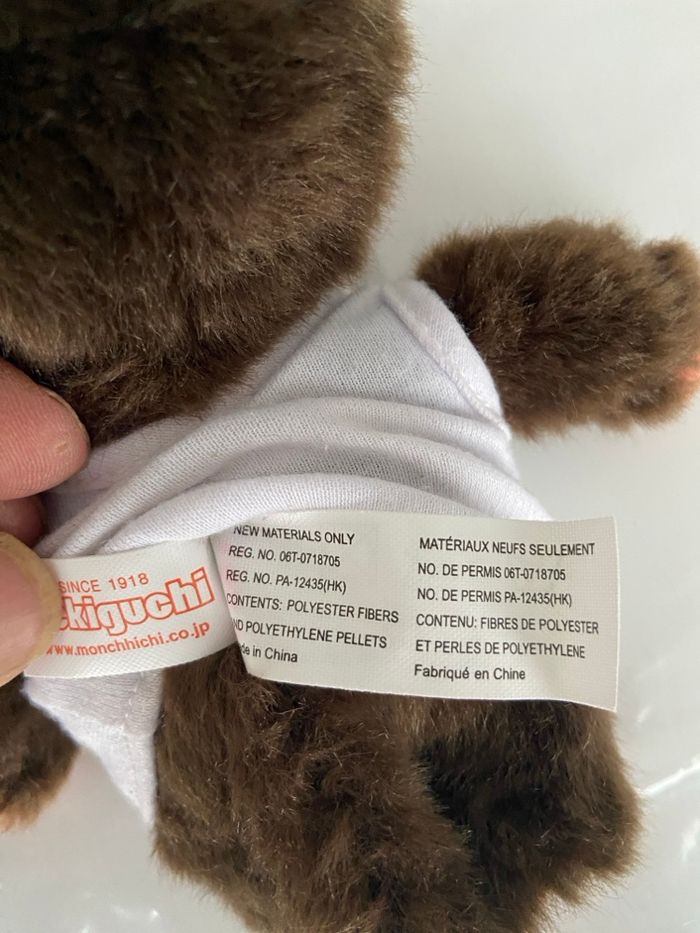 SINCE 1918
ekiguchi
www.monchhichi.co.jp
NEW MATERIALS ONLY
REG. NO. 06T-0718705
REG. NO. PA-12435(HK)
CONTENTS: POLYESTER FIBERS
ND POLYETHYLENE PELLETS
de in China
MATÉRIAUX NEUFS SEULEMENT
NO. DE PERMIS 06T-0718705
NO. DE PERMIS PA-12435(HK)
CONTENU: FIBRES DE POLYESTER
ET PERLES DE POLYETHYLENE
Fabriqué en Chine